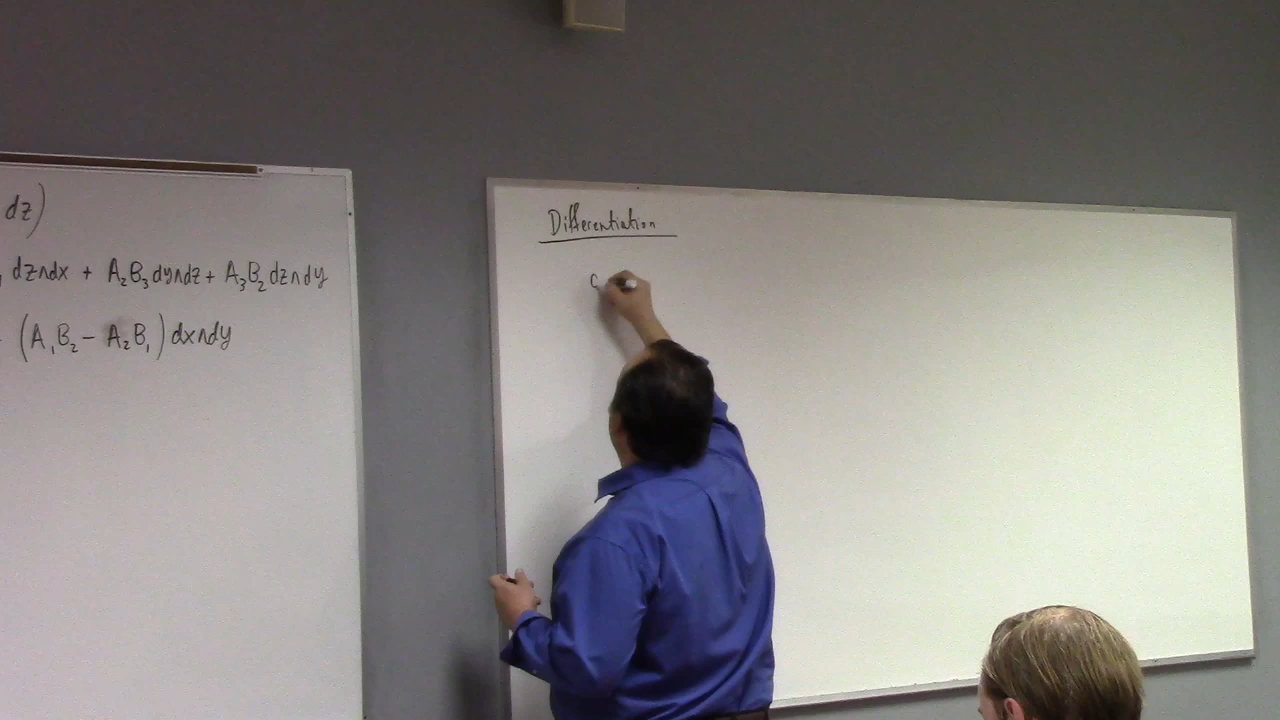 dz)
dz∧dx + A₂B₃dy∧dz + A₃B₂dz∧dy
(A₁B₂ − A₂B₁)dx∧dy
Differentiation